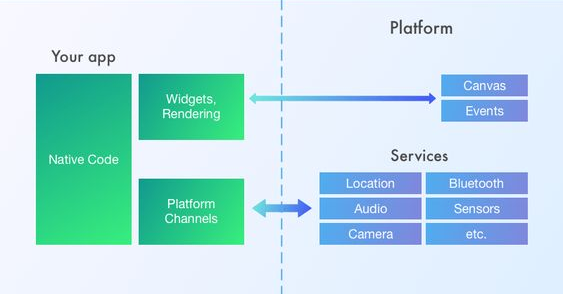 Your app
Native Code
Widgets,
Rendering
Platform
Channels
Platform
Canvas
Events
Services
Location
Bluetooth
Audio
Sensors
Camera
etc.